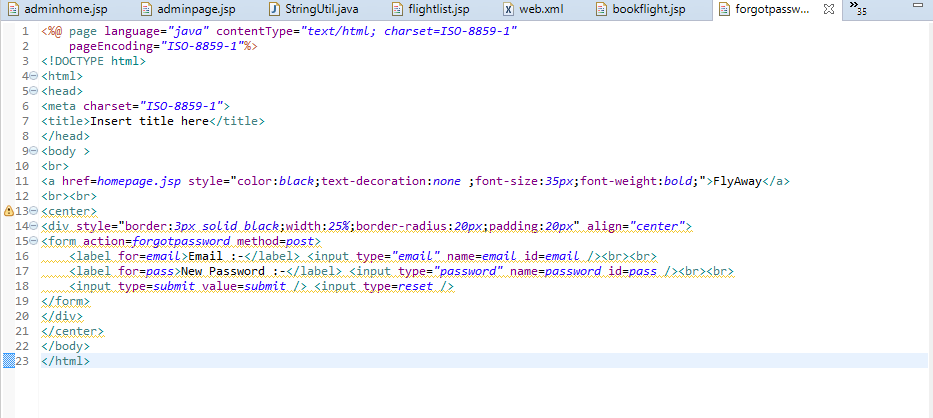 adminhome.jsp adminpage.jsp StringUtil.java flightlist.jsp web.xml bookflight.jsp forgotpassw... 35
1 <%@ page language="java" contentType="text/html; charset=ISO-8859-1"
2     pageEncoding="ISO-8859-1"%>
3 <!DOCTYPE html>
4 <html>
5 <head>
6 <meta charset="ISO-8859-1">
7 <title>Insert title here</title>
8 </head>
9 <body >
10 <br>
11 <a href=homepage.jsp style="color:black;text-decoration:none ;font-size:35px;font-weight:bold;">FlyAway</a>
12 <br><br>
13 <center>
14 <div style="border:3px solid black;width:25%;border-radius:20px;padding:20px" align="center">
15 <form action=forgotpassword method=post>
16     <label for=email>Email :-</label> <input type="email" name=email id=email /><br><br>
17     <label for=pass>New Password :-</label> <input type="password" name=password id=pass /><br><br>
18     <input type=submit value=submit /> <input type=reset />
19 </form>
20 </div>
21 </center>
22 </body>
23 </html>